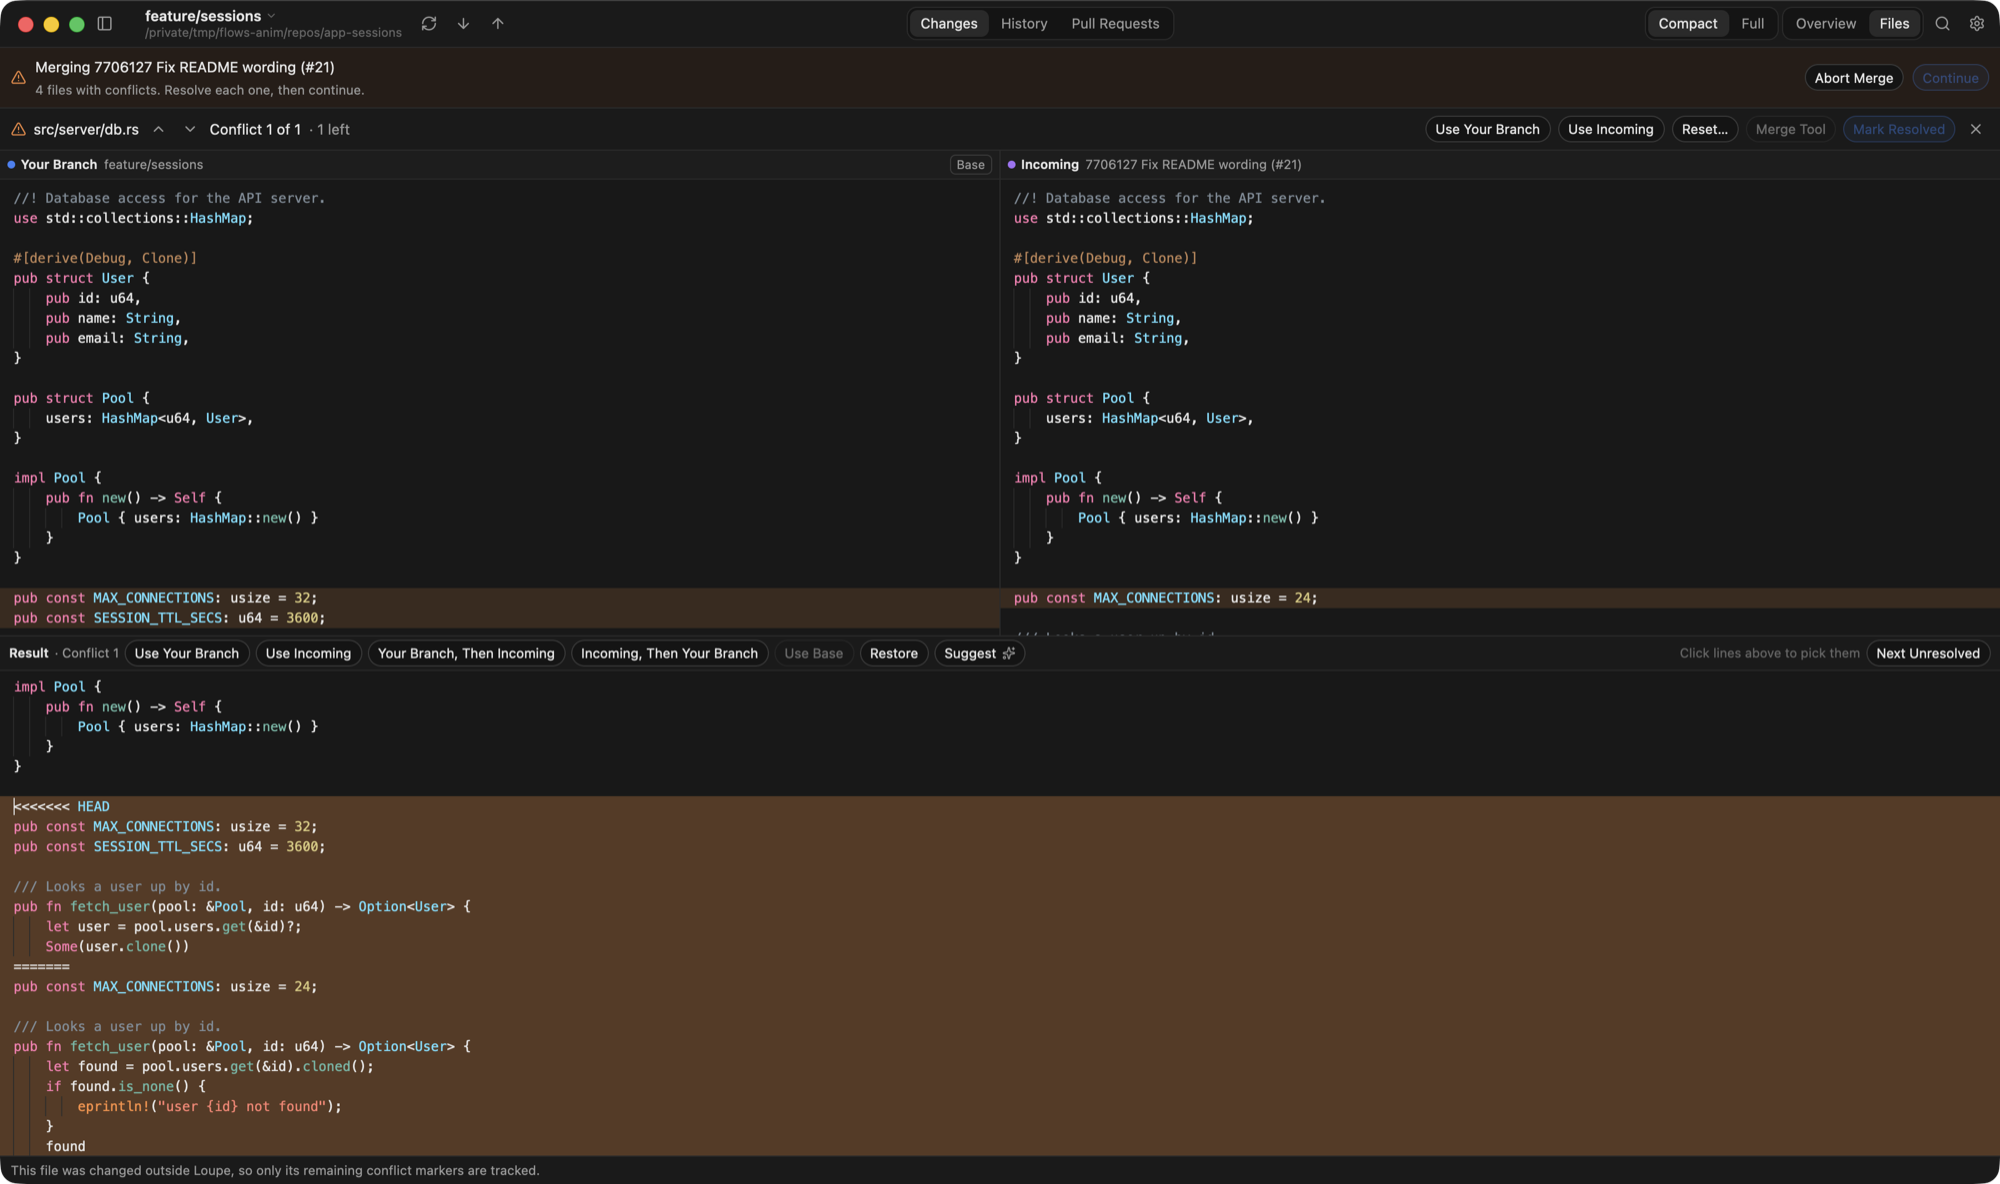 feature/sessions
/private/tmp/flows-anim/repos/app-sessions
Changes History Pull Requests
Compact Full Overview Files
Merging 7706127 Fix README wording (#21)
4 files with conflicts. Resolve each one, then continue.
Abort Merge Continue
src/server/db.rs Conflict 1 of 1 · 1 left
Use Your Branch Use Incoming Reset... Merge Tool Mark Resolved
Your Branch feature/sessions Base
//! Database access for the API server.
use std::collections::HashMap;
#[derive(Debug, Clone)]
pub struct User {
pub id: u64,
pub name: String,
pub email: String,
}
pub struct Pool {
users: HashMap<u64, User>,
}
impl Pool {
pub fn new() -> Self {
Pool { users: HashMap::new() }
}
}
pub const MAX_CONNECTIONS: usize = 32;
pub const SESSION_TTL_SECS: u64 = 3600;
Incoming 7706127 Fix README wording (#21)
//! Database access for the API server.
use std::collections::HashMap;
#[derive(Debug, Clone)]
pub struct User {
pub id: u64,
pub name: String,
pub email: String,
}
pub struct Pool {
users: HashMap<u64, User>,
}
impl Pool {
pub fn new() -> Self {
Pool { users: HashMap::new() }
}
}
pub const MAX_CONNECTIONS: usize = 24;
Result · Conflict 1 Use Your Branch Use Incoming Your Branch, Then Incoming Incoming, Then Your Branch Use Base Restore Suggest Click lines above to pick them Next Unresolved
impl Pool {
pub fn new() -> Self {
Pool { users: HashMap::new() }
}
}
<<<<<<< HEAD
pub const MAX_CONNECTIONS: usize = 32;
pub const SESSION_TTL_SECS: u64 = 3600;
/// Looks a user up by id.
pub fn fetch_user(pool: &Pool, id: u64) -> Option<User> {
let user = pool.users.get(&id)?;
Some(user.clone())
=======
pub const MAX_CONNECTIONS: usize = 24;
/// Looks a user up by id.
pub fn fetch_user(pool: &Pool, id: u64) -> Option<User> {
let found = pool.users.get(&id).cloned();
if found.is_none() {
eprintln!("user {id} not found");
}
found
This file was changed outside Loupe, so only its remaining conflict markers are tracked.